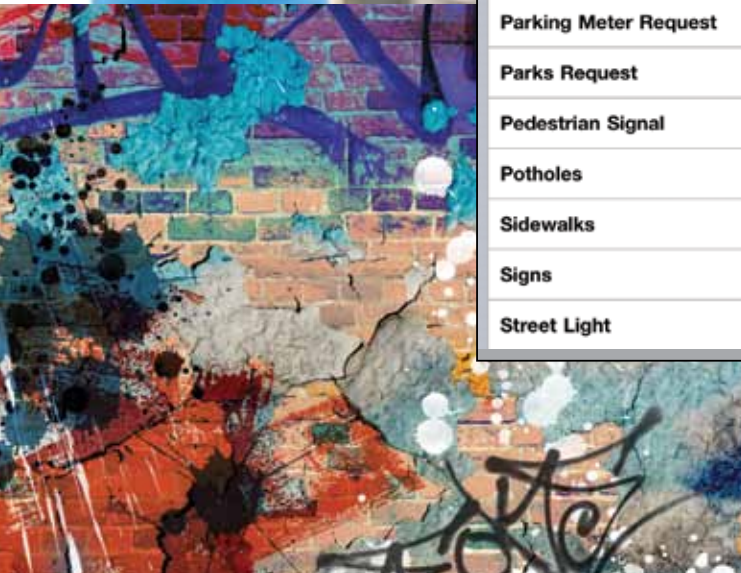 Parking Meter Request
Parks Request
Pedestrian Signal
Potholes
Sidewalks
Signs
Street Light